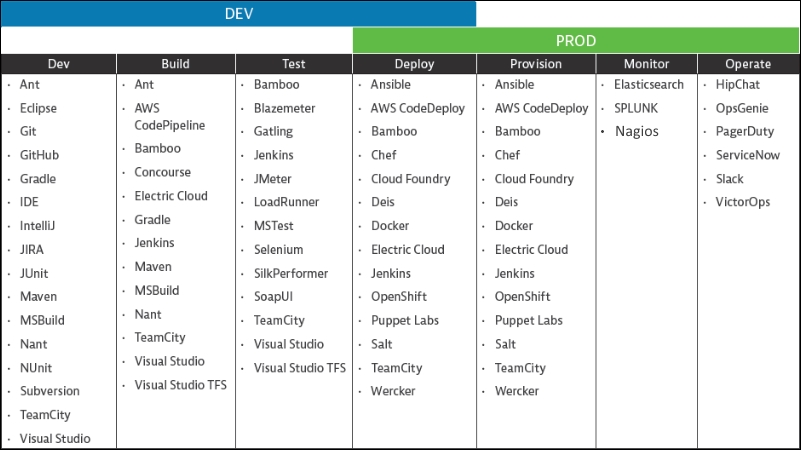 DEV
PROD
Dev
Build
Test
Deploy
Provision
Monitor
Operate
· Ant
· Eclipse
· Git
· GitHub
· Gradle
· IDE
· IntelliJ
· JIRA
· JUnit
· Maven
· MSBuild
· Nant
· NUnit
· Subversion
· TeamCity
· Visual Studio
· Ant
· AWS
CodePipeline
· Bamboo
· Concourse
· Electric Cloud
· Gradle
· Jenkins
· Maven
· MSBuild
· Nant
· TeamCity
· Visual Studio
· Visual Studio TFS
· Bamboo
· Blazemeter
· Gatling
· Jenkins
· JMeter
· LoadRunner
· MSTest
· Selenium
· SilkPerformer
· SoapUI
· TeamCity
· Visual Studio
· Visual Studio TFS
· Ansible
· AWS CodeDeploy
· Bamboo
· Chef
· Cloud Foundry
· Deis
· Docker
· Electric Cloud
· Jenkins
· OpenShift
· Puppet Labs
· Salt
· TeamCity
· Wercker
· Ansible
· AWS CodeDeploy
· Bamboo
· Chef
· Cloud Foundry
· Deis
· Docker
· Electric Cloud
· Jenkins
· OpenShift
· Puppet Labs
· Salt
· TeamCity
· Wercker
· Elasticsearch
· SPLUNK
• Nagios
· HipChat
· OpsGenie
· PagerDuty
· ServiceNow
· Slack
· VictorOps